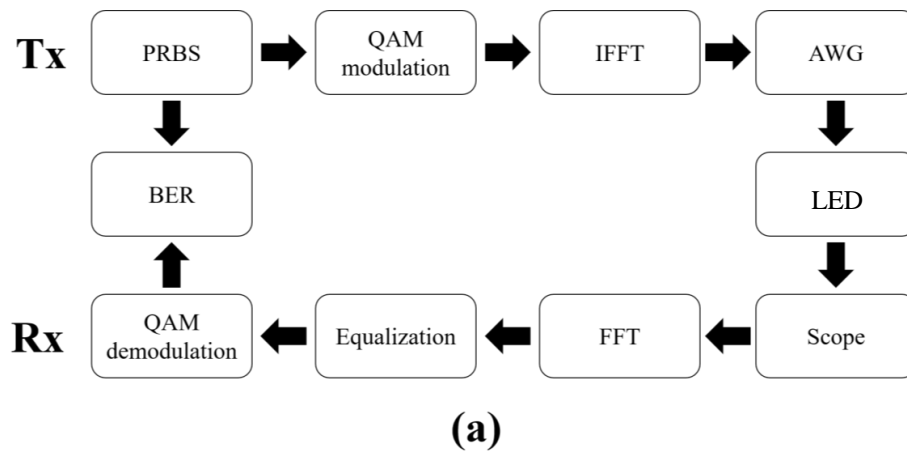 Tx
PRBS
QAM
modulation
IFFT
AWG
BER
LED
Rx
QAM
demodulation
Equalization
FFT
Scope
(a)